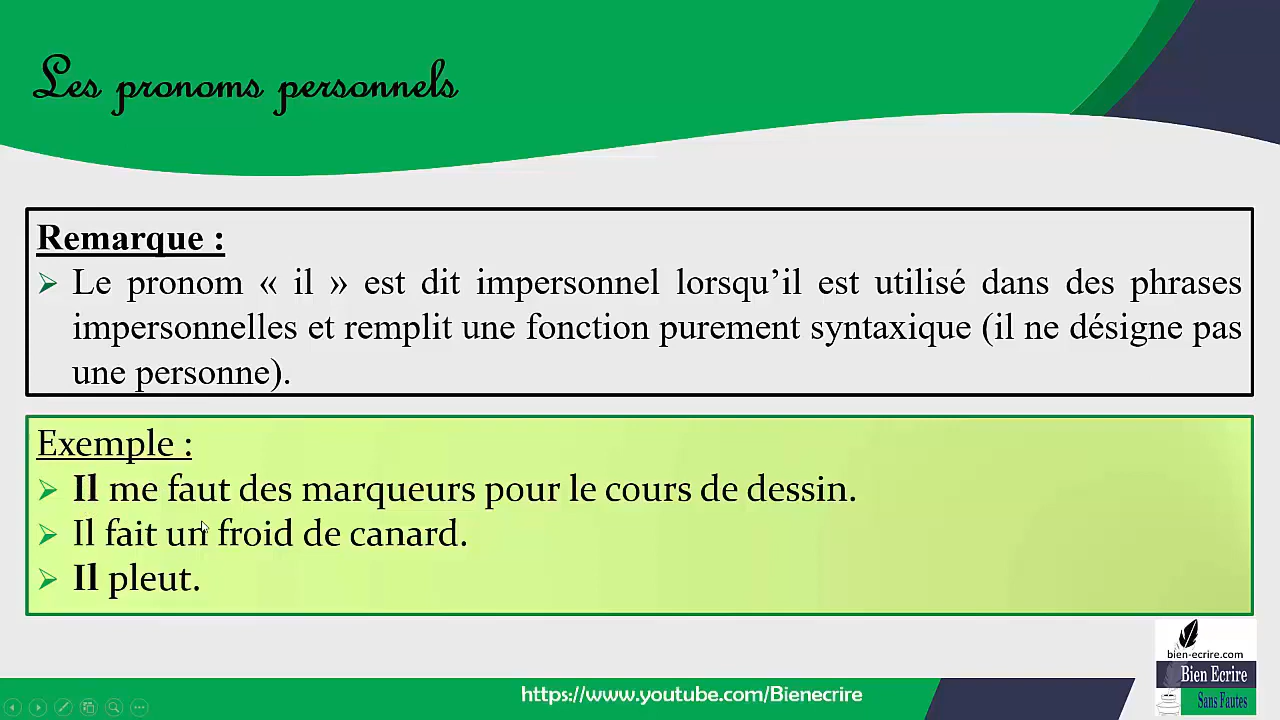 Les pronoms personnels
Remarque :
➢ Le pronom « il » est dit impersonnel lorsqu’il est utilisé dans des phrases
impersonnelles et remplit une fonction purement syntaxique (il ne désigne pas
une personne).
Exemple :
➢ Il me faut des marqueurs pour le cours de dessin.
➢ Il fait un froid de canard.
➢ Il pleut.
bien-ecrire.com
Bien Ecrire
Sans Fautes
https://www.youtube.com/Bienecrire